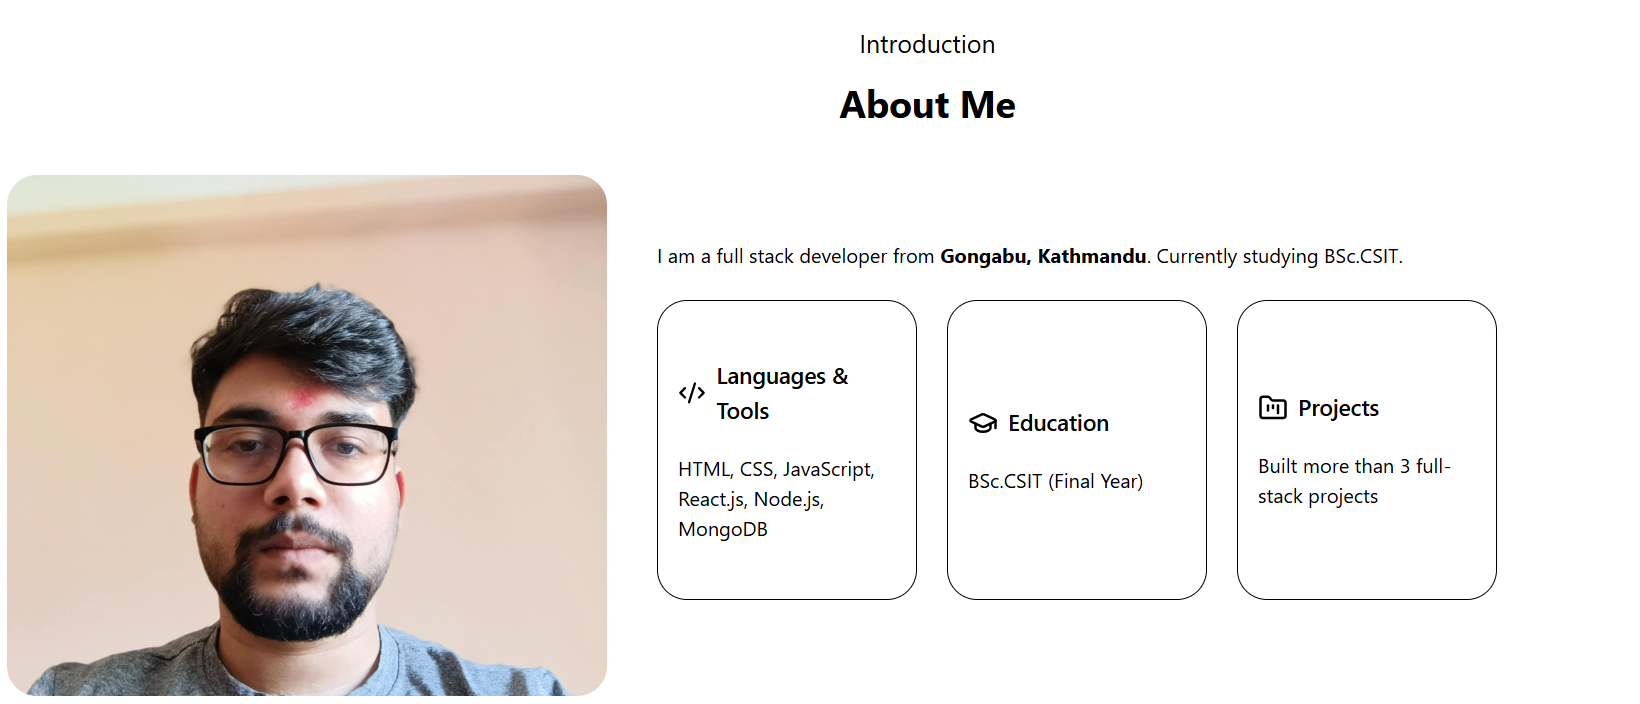 Introduction
About Me
I am a full stack developer from Gongabu, Kathmandu. Currently studying BSc.CSIT.
Languages &
Tools
HTML, CSS, JavaScript,
React.js, Node.js,
MongoDB
Education
BSc.CSIT (Final Year)
Projects
Built more than 3 full-
stack projects